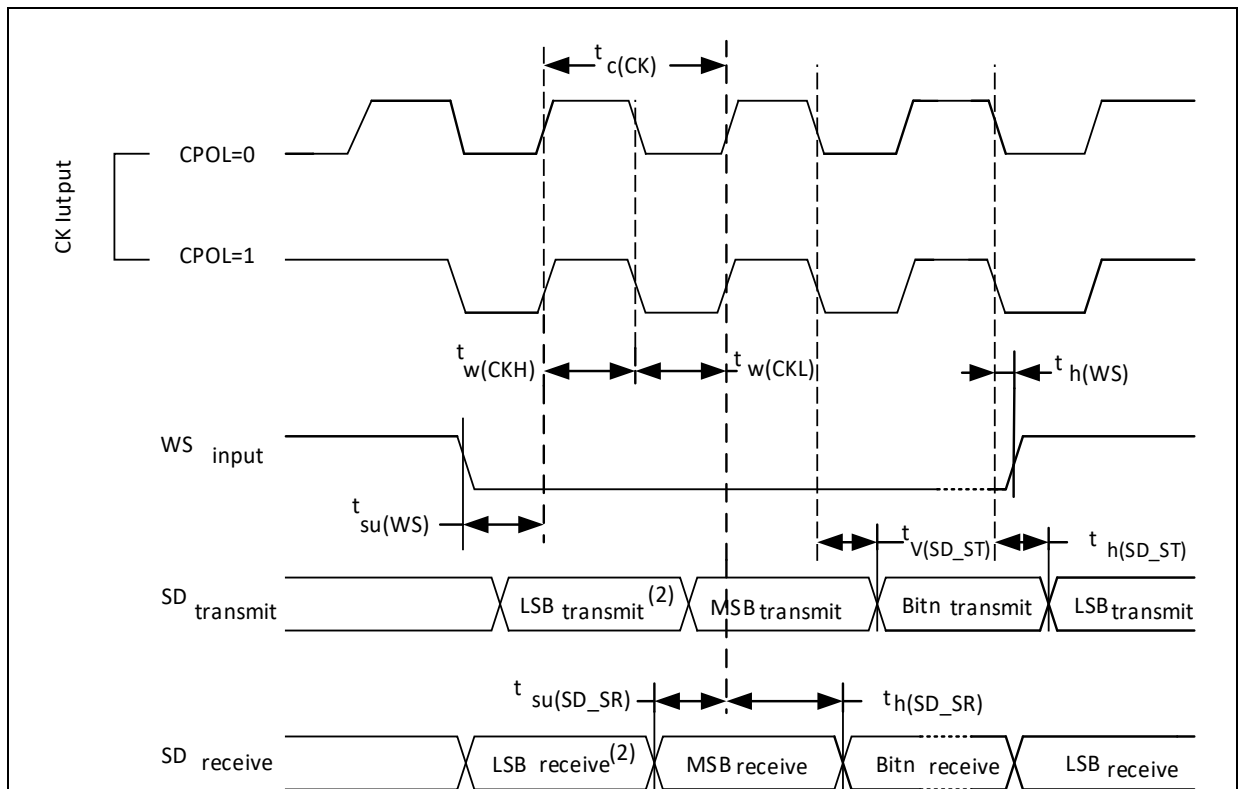 t c(CK)
CK lutput
CPOL=0
CPOL=1
t w(CKH)
t w(CKL)
t h(WS)
WS input
t su(WS)
t V(SD_ST)
t h(SD_ST)
SD transmit
LSB transmit(2)
MSB transmit
Bitn transmit
LSB transmit
t su(SD_SR)
t h(SD_SR)
SD receive
LSB receive(2)
MSB receive
Bitn receive
LSB receive